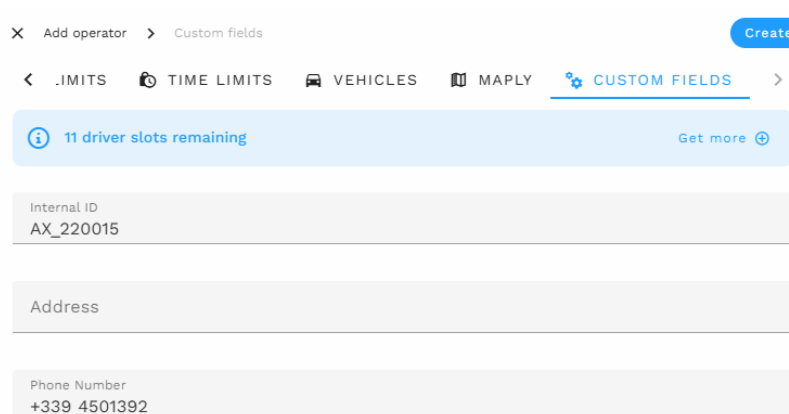 Add operator > Custom fields
Create
.IMITS TIME LIMITS VEHICLES MAPLY CUSTOM FIELDS
11 driver slots remaining Get more
Internal ID
AX_220015
Address
Phone Number
+339 4501392